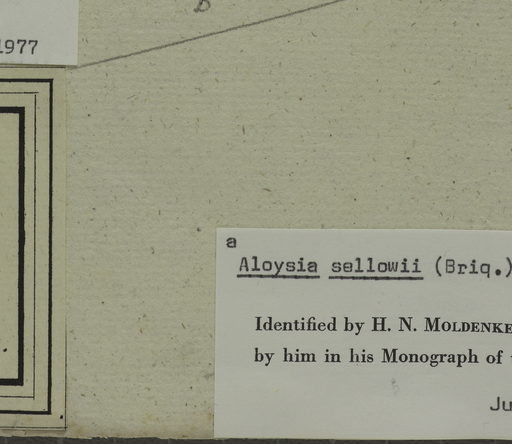 1977
a
Aloysia sellowii (Briq.)
Identified by H. N. MOLDENKE
by him in his Monograph of
Ju